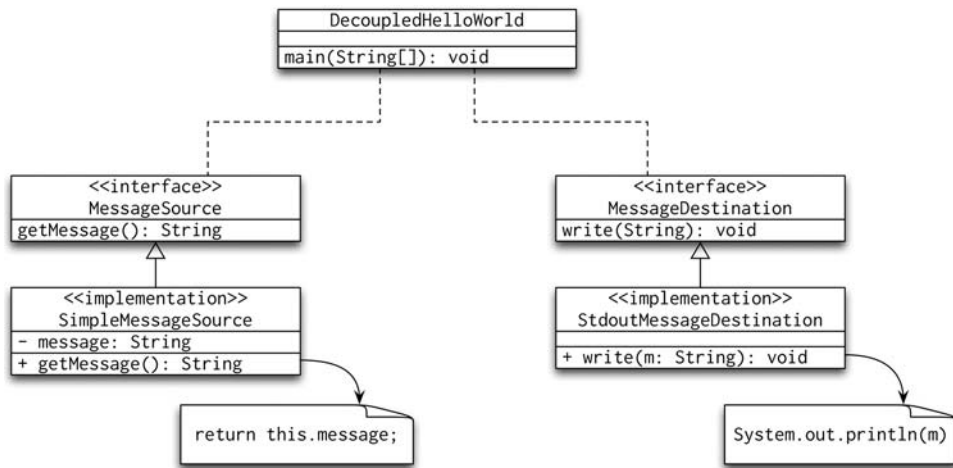 DecoupledHelloWorld
main(String[]): void
<<interface>>
MessageSource
getMessage(): String
<<interface>>
MessageDestination
write(String): void
<<implementation>>
SimpleMessageSource
- message: String
+ getMessage(): String
<<implementation>>
StdoutMessageDestination
+ write(m: String): void
return this.message;
System.out.println(m)